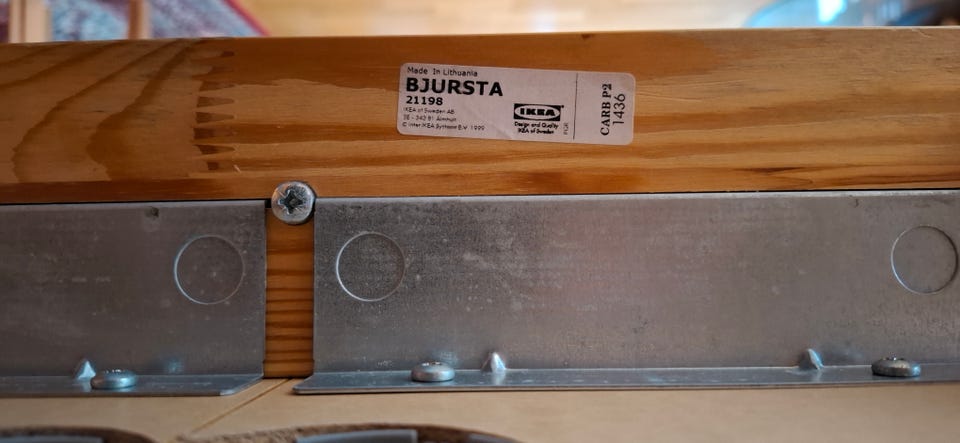 Made In Lithuania
BJURSTA
21198
IKEA of Sweden AB
SE - 343 81 Älmhult
© Inter IKEA Systems B.V. 1999
IKEA
Design and Quality
IKEA of Sweden
CARB P2
1436